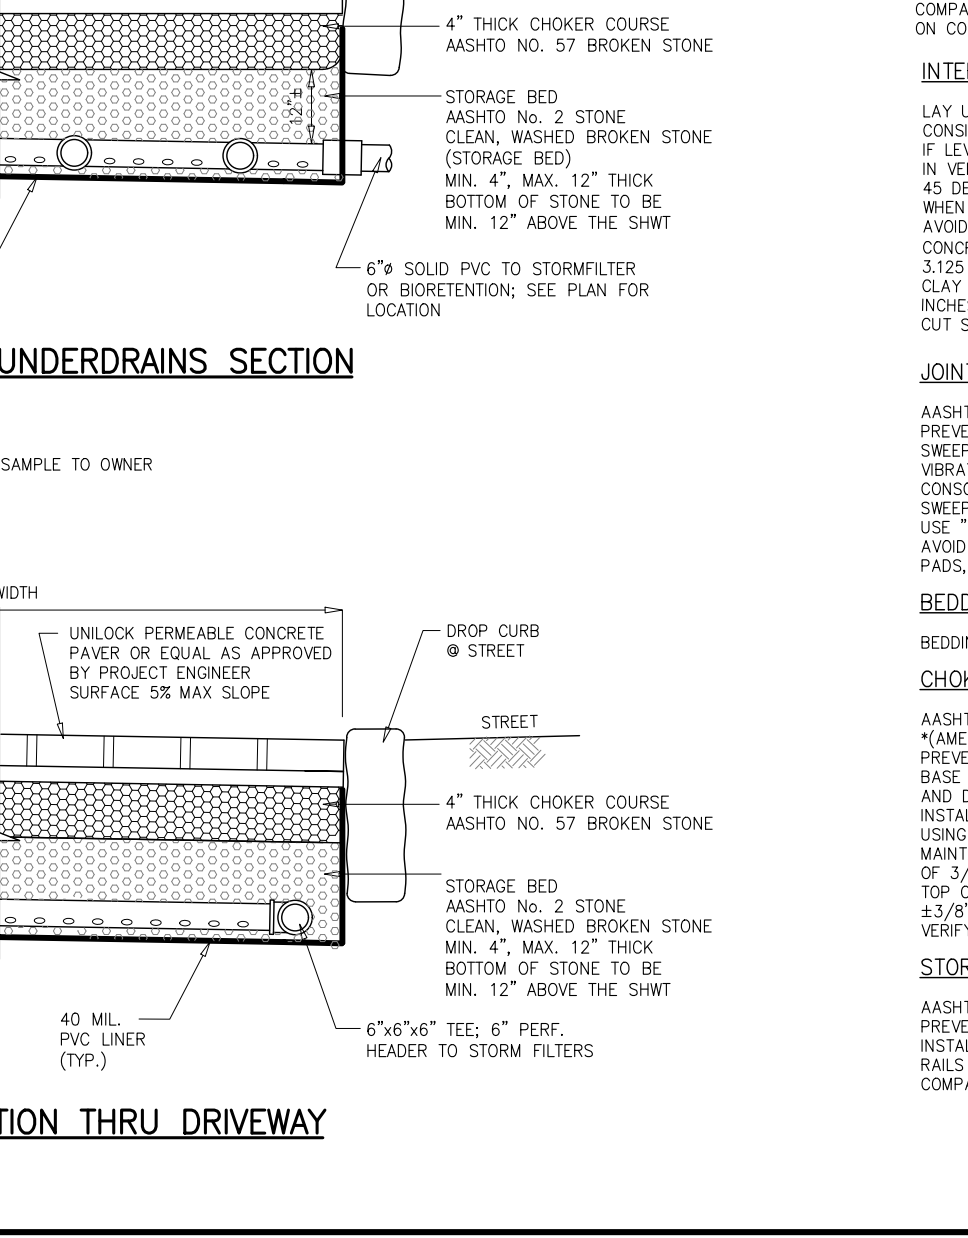 4" THICK CHOKER COURSE
AASHTO NO. 57 BROKEN STONE
12"±
STORAGE BED
AASHTO No. 2 STONE
CLEAN, WASHED BROKEN STONE
(STORAGE BED)
MIN. 4", MAX. 12" THICK
BOTTOM OF STONE TO BE
MIN. 12" ABOVE THE SHWT
6"ø SOLID PVC TO STORMFILTER
OR BIORETENTION; SEE PLAN FOR
LOCATION
UNDERDRAINS SECTION
SAMPLE TO OWNER
WIDTH
UNILOCK PERMEABLE CONCRETE
PAVER OR EQUAL AS APPROVED
BY PROJECT ENGINEER
SURFACE 5% MAX SLOPE
DROP CURB
@ STREET
STREET
4" THICK CHOKER COURSE
AASHTO NO. 57 BROKEN STONE
STORAGE BED
AASHTO No. 2 STONE
CLEAN, WASHED BROKEN STONE
MIN. 4", MAX. 12" THICK
BOTTOM OF STONE TO BE
MIN. 12" ABOVE THE SHWT
40 MIL.
PVC LINER
(TYP.)
6"x6"x6" TEE; 6" PERF.
HEADER TO STORM FILTERS
TION THRU DRIVEWAY
COMPA
ON CO
INTE
LAY U
CONSI
IF LEV
IN VE
45 DE
WHEN
AVOID
CONCR
3.125
CLAY
INCHE
CUT S
JOIN
AASHT
PREVE
SWEEP
VIBRA
CONSO
SWEEP
USE "
AVOID
PADS,
BEDD
BEDDI
CHOK
AASHT
*(AME
PREVE
BASE
AND D
INSTAL
USING
MAINT
OF 3/
TOP O
±3/8"
VERIFY
STOR
AASHT
PREVE
INSTAL
RAILS
COMPA